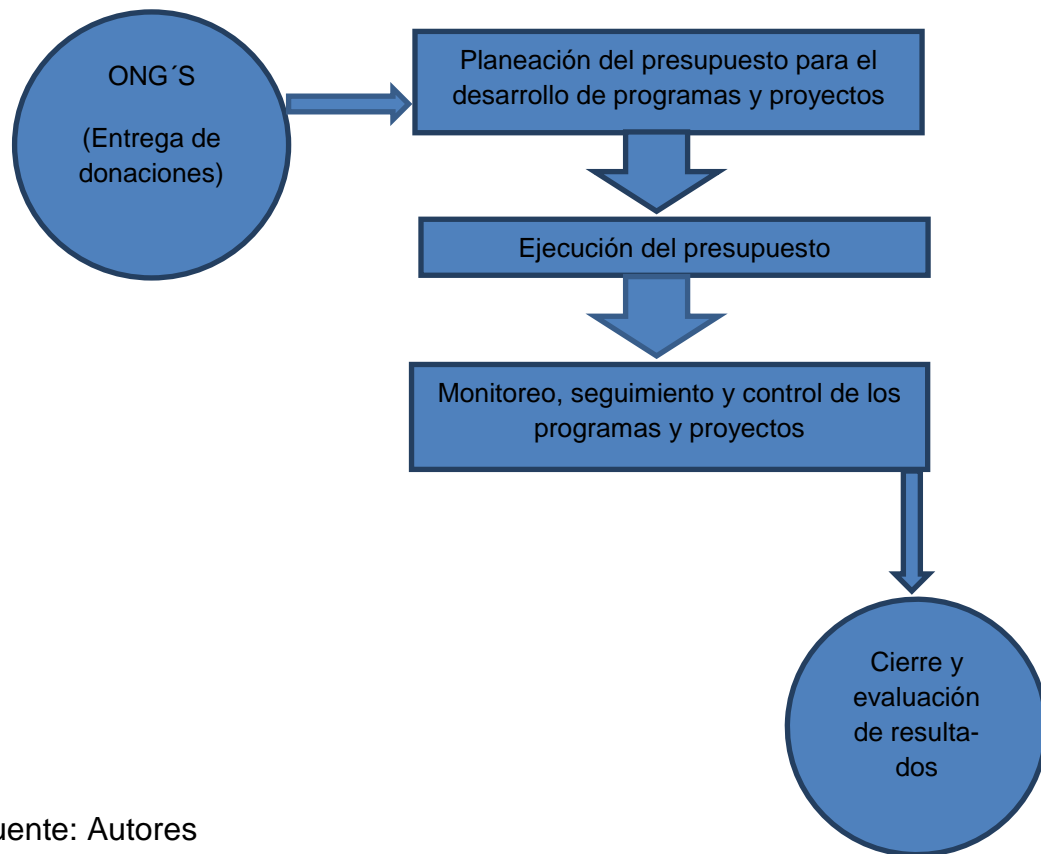 ONG´S
(Entrega de
donaciones)
Planeación del presupuesto para el
desarrollo de programas y proyectos
Ejecución del presupuesto
Monitoreo, seguimiento y control de los
programas y proyectos
Cierre y
evaluación
de resulta-
dos
uente: Autores